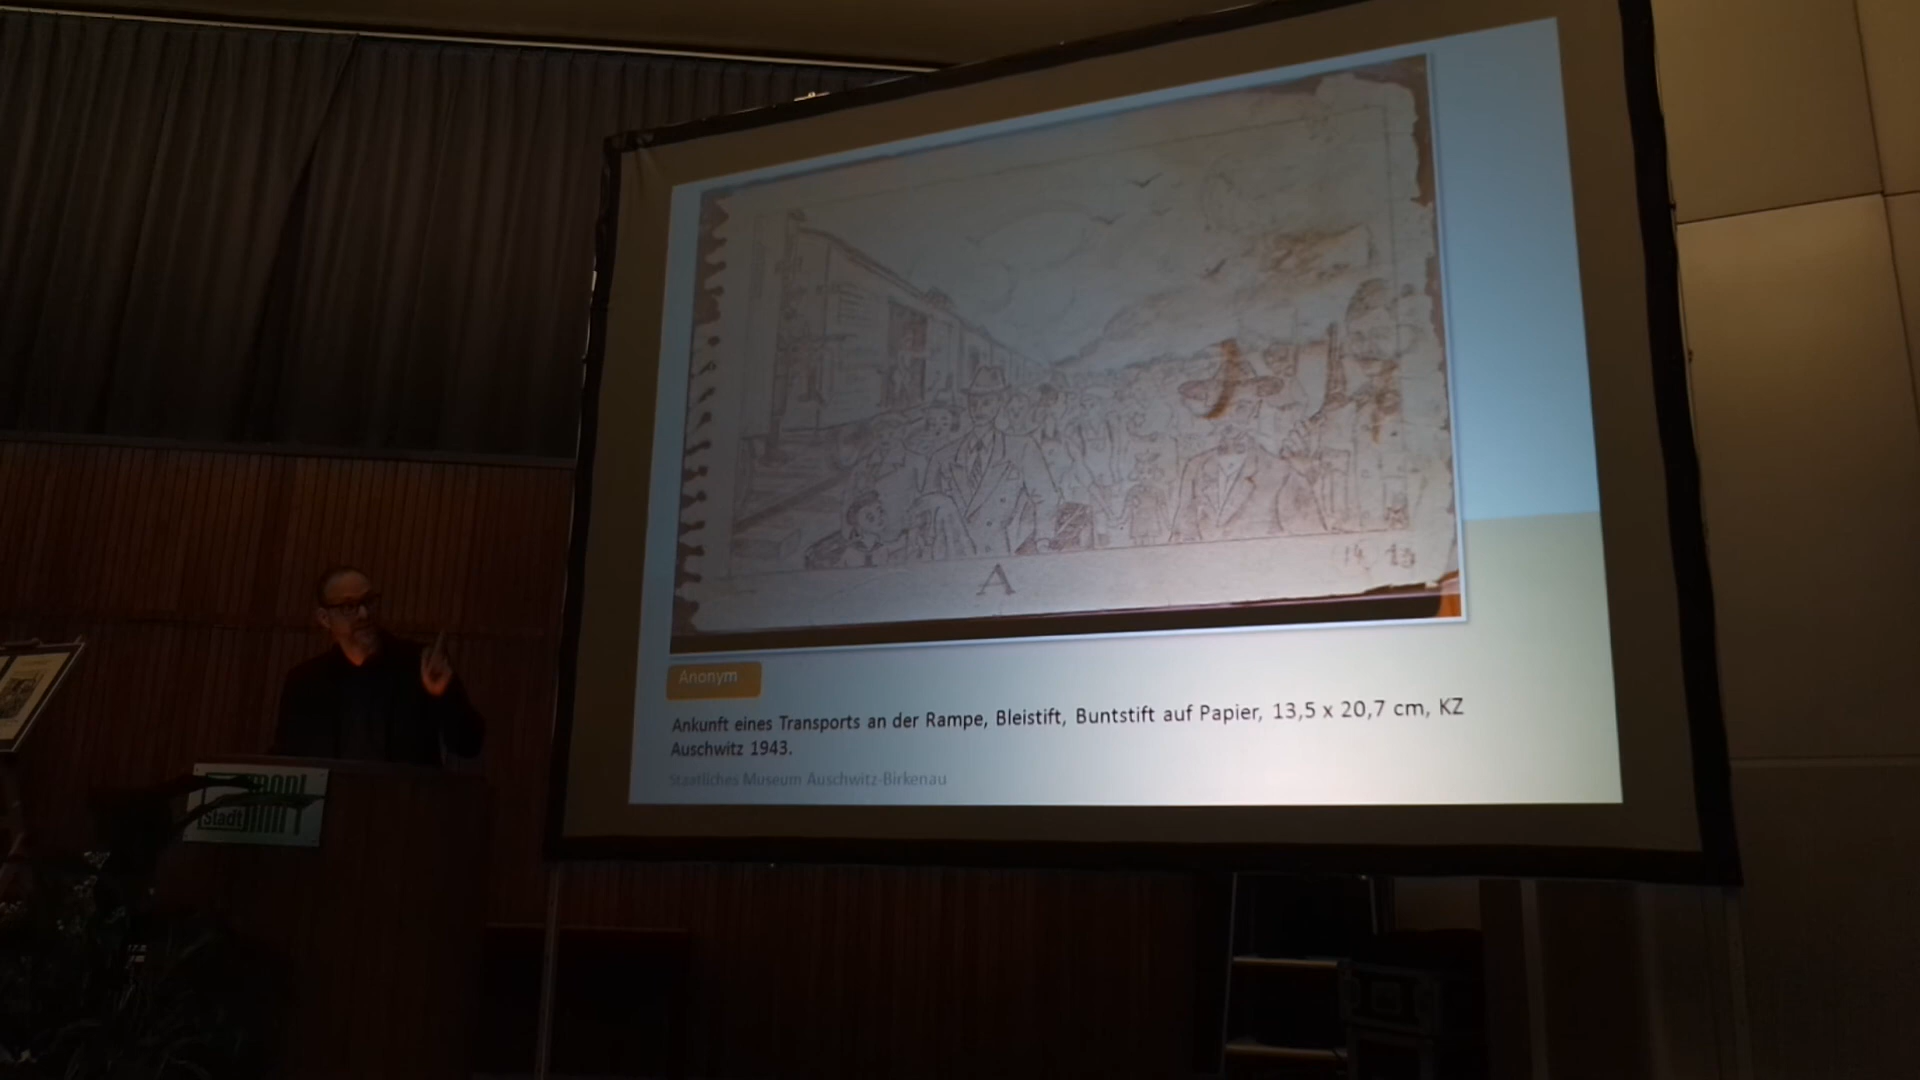 A
Anonym
Ankunft eines Transports an der Rampe, Bleistift, Buntstift auf Papier, 13,5 x 20,7 cm, KZ
Auschwitz 1943.
Staatliches Museum Auschwitz-Birkenau
Stadt